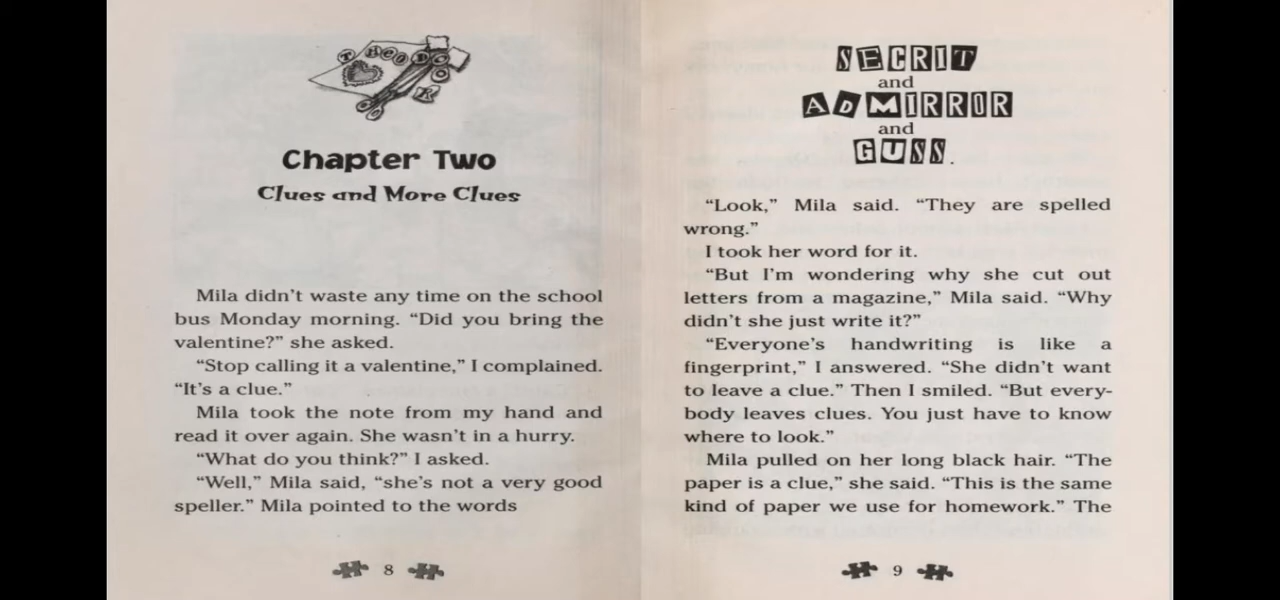 Chapter Two
Clues and More Clues
Mila didn't waste any time on the school
bus Monday morning. “Did you bring the
valentine?” she asked.
“Stop calling it a valentine,” I complained.
“It's a clue.”
Mila took the note from my hand and
read it over again. She wasn't in a hurry.
“What do you think?” I asked.
“Well,” Mila said, “she's not a very good
speller.” Mila pointed to the words
8
SECRIT
and
ADMIRROR
and
GUSS.
“Look,” Mila said. “They are spelled
wrong.”
I took her word for it.
“But I'm wondering why she cut out
letters from a magazine,” Mila said. “Why
didn't she just write it?”
“Everyone's handwriting is like a
fingerprint,” I answered. “She didn't want
to leave a clue.” Then I smiled. “But every-
body leaves clues. You just have to know
where to look.”
Mila pulled on her long black hair. “The
paper is a clue,” she said. “This is the same
kind of paper we use for homework.” The
9